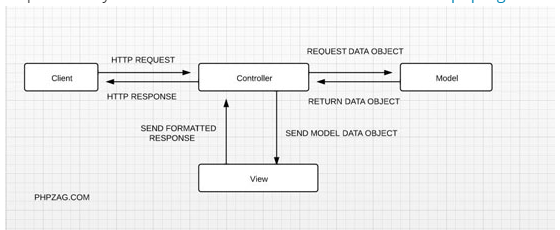 HTTP REQUEST
REQUEST DATA OBJECT
Client
Controller
Model
HTTP RESPONSE
RETURN DATA OBJECT
SEND FORMATTED
RESPONSE
SEND MODEL DATA OBJECT
View
PHPZAG.COM